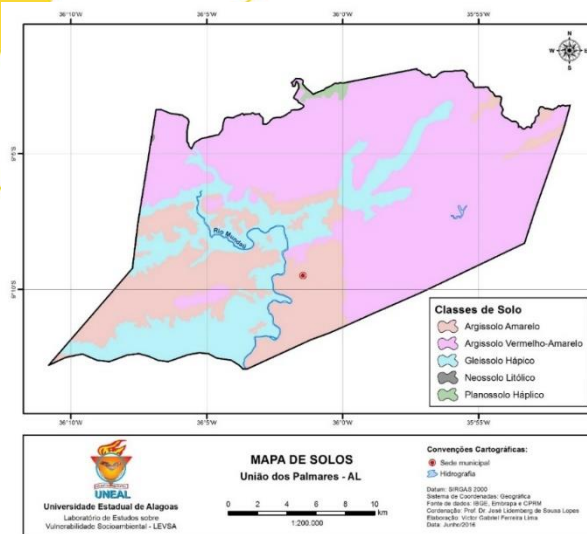 36°10'S
36°5'S
36°0'S
35°55'S
N
W
E
S
9°5'S
9°10'S
Rio Mundaú
Classes de Solo
Argissolo Amarelo
Argissolo Vermelho-Amarelo
Gleissolo Hápico
Neossolo Litólico
Planossolo Háplico
36°10'S
36°5'S
36°0'S
35°55'S
UNEAL
Universidade Estadual de Alagoas
Laboratório de Estudos sobre
Vulnerabilidade Socioambiental - LEVSA
MAPA DE SOLOS
União dos Palmares - AL
0 2 4 6 8 10
km
1:200.000
Convenções Cartográficas:
Sede municipal
Hidrografia
Datum: SIRGAS 2000
Sistema de Coordenadas: Geográfica
Fonte de dados: IBGE, Embrapa e CPRM
Cordenação: Prof. Dr. José Lidemberg de Sousa Lopes
Elaboração: Victor Gabriel Ferreira Lima
Data: Junho/2016